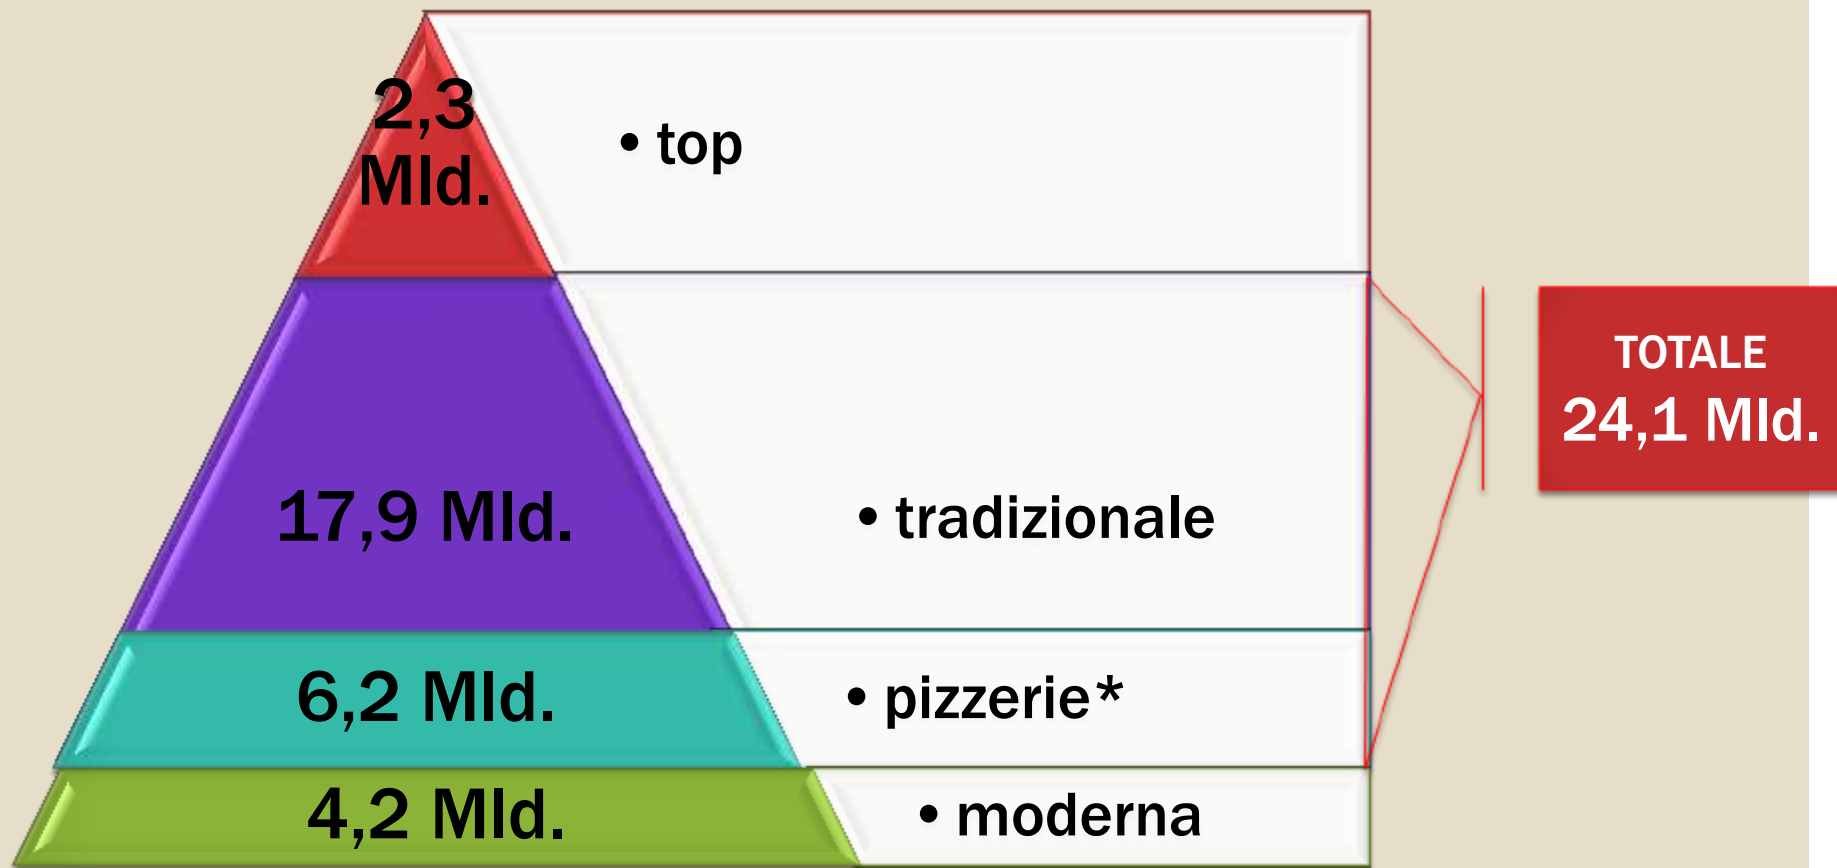 2,3
Mld.
• top
17,9 Mld.
• tradizionale
TOTALE
24,1 Mld.
6,2 Mld.
• pizzerie*
4,2 Mld.
• moderna